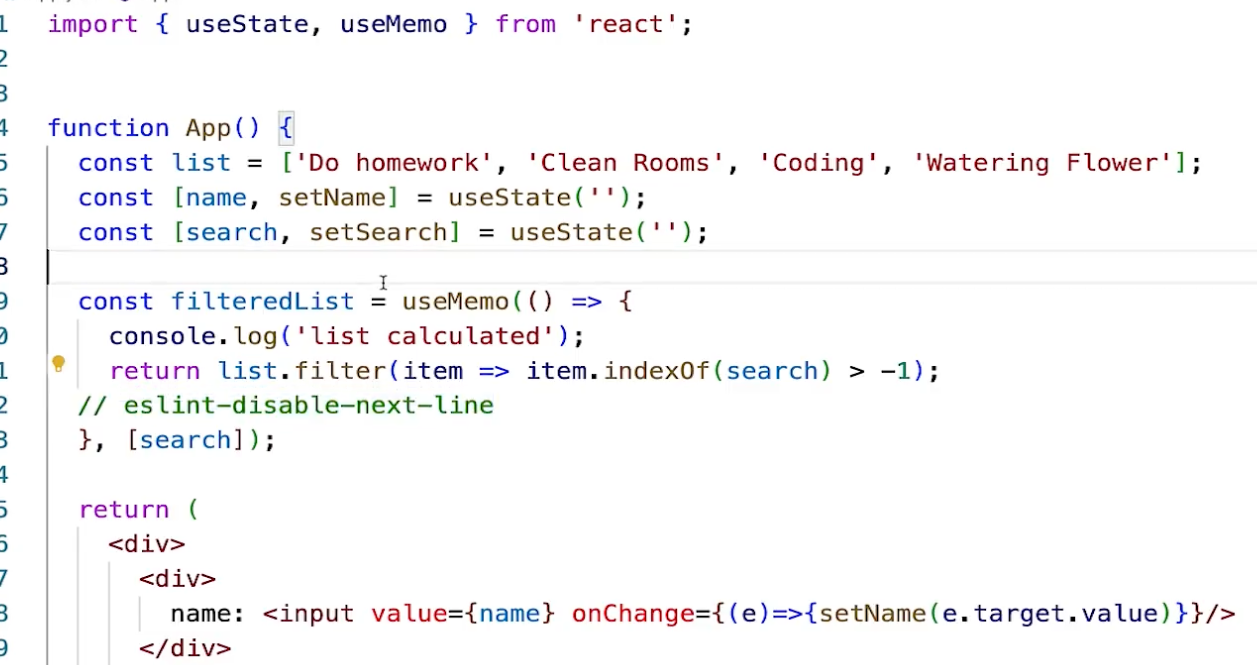 1 import { useState, useMemo } from 'react';
2
3
4 function App() {
5 const list = ['Do homework', 'Clean Rooms', 'Coding', 'Watering Flower'];
6 const [name, setName] = useState('');
7 const [search, setSearch] = useState('');
8
9 const filteredList = useMemo(() => {
0 console.log('list calculated');
1 return list.filter(item => item.indexOf(search) > -1);
2 // eslint-disable-next-line
3 }, [search]);
4
5 return (
6 <div>
7 <div>
8 name: <input value={name} onChange={(e)=>{setName(e.target.value)}}/>
9 </div>